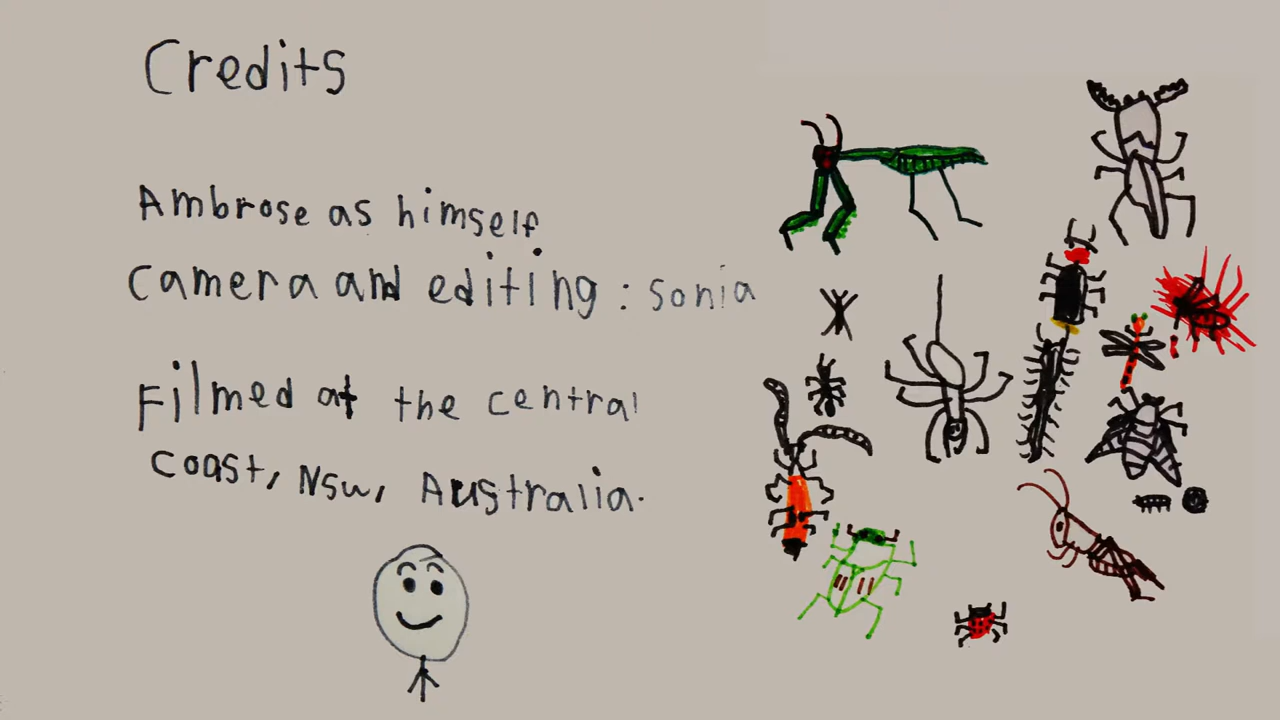 Credits
Ambrose as himself
camera and editing : sonia
Filmed at the central
coast, Nsw, Australia.